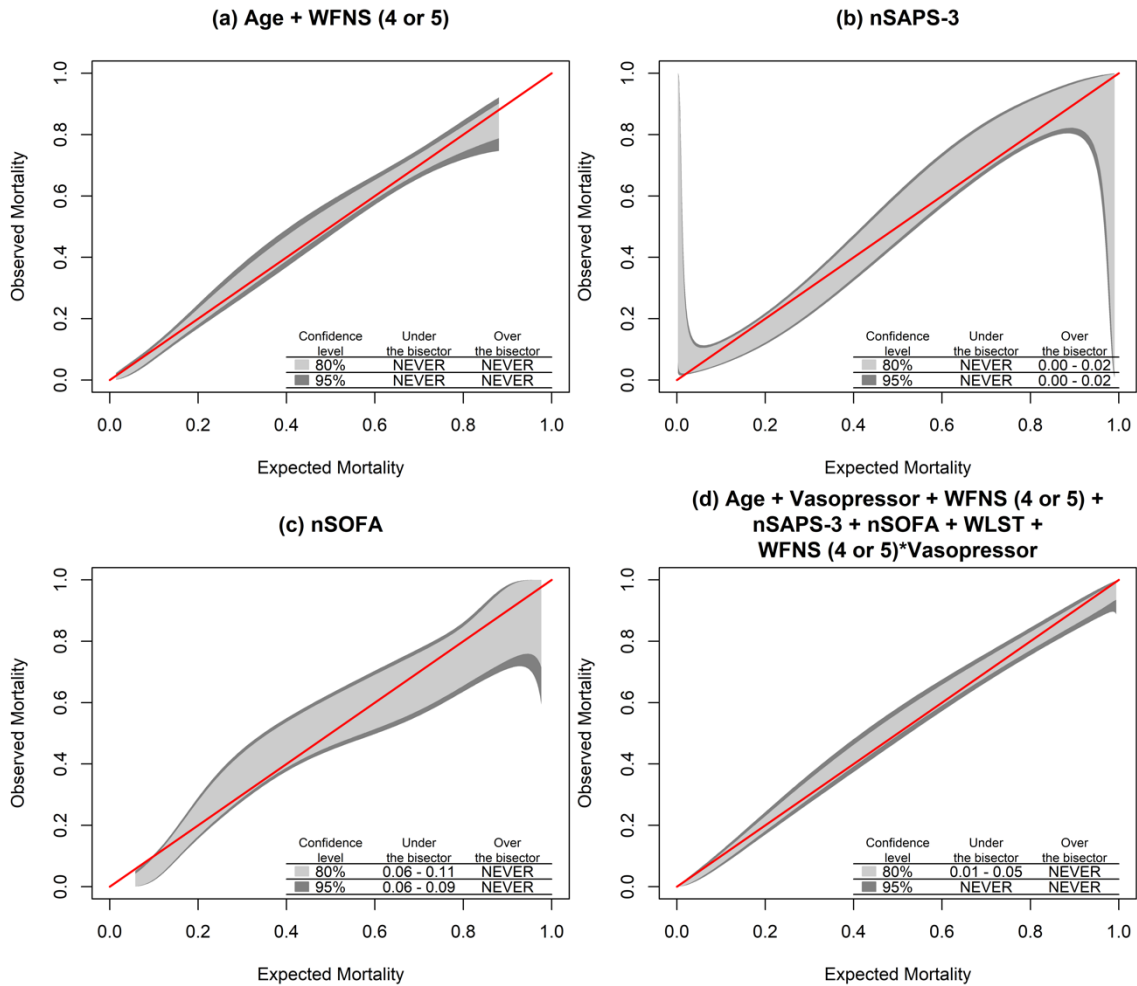 (a) Age + WFNS (4 or 5)
Observed Mortality
1.0
0.8
0.6
0.4
0.2
0.0
Confidence level Under the bisector Over the bisector
80% NEVER NEVER
95% NEVER NEVER
0.0 0.2 0.4 0.6 0.8 1.0
Expected Mortality
(b) nSAPS-3
Observed Mortality
1.0
0.8
0.6
0.4
0.2
0.0
Confidence level Under the bisector Over the bisector
80% NEVER 0.00 - 0.02
95% NEVER 0.00 - 0.02
0.0 0.2 0.4 0.6 0.8 1.0
Expected Mortality
(c) nSOFA
Observed Mortality
1.0
0.8
0.6
0.4
0.2
0.0
Confidence level Under the bisector Over the bisector
80% 0.06 - 0.11 NEVER
95% 0.06 - 0.09 NEVER
0.0 0.2 0.4 0.6 0.8 1.0
Expected Mortality
(d) Age + Vasopressor + WFNS (4 or 5) +
nSAPS-3 + nSOFA + WLST +
WFNS (4 or 5)*Vasopressor
Observed Mortality
1.0
0.8
0.6
0.4
0.2
0.0
Confidence level Under the bisector Over the bisector
80% 0.01 - 0.05 NEVER
95% NEVER NEVER
0.0 0.2 0.4 0.6 0.8 1.0
Expected Mortality